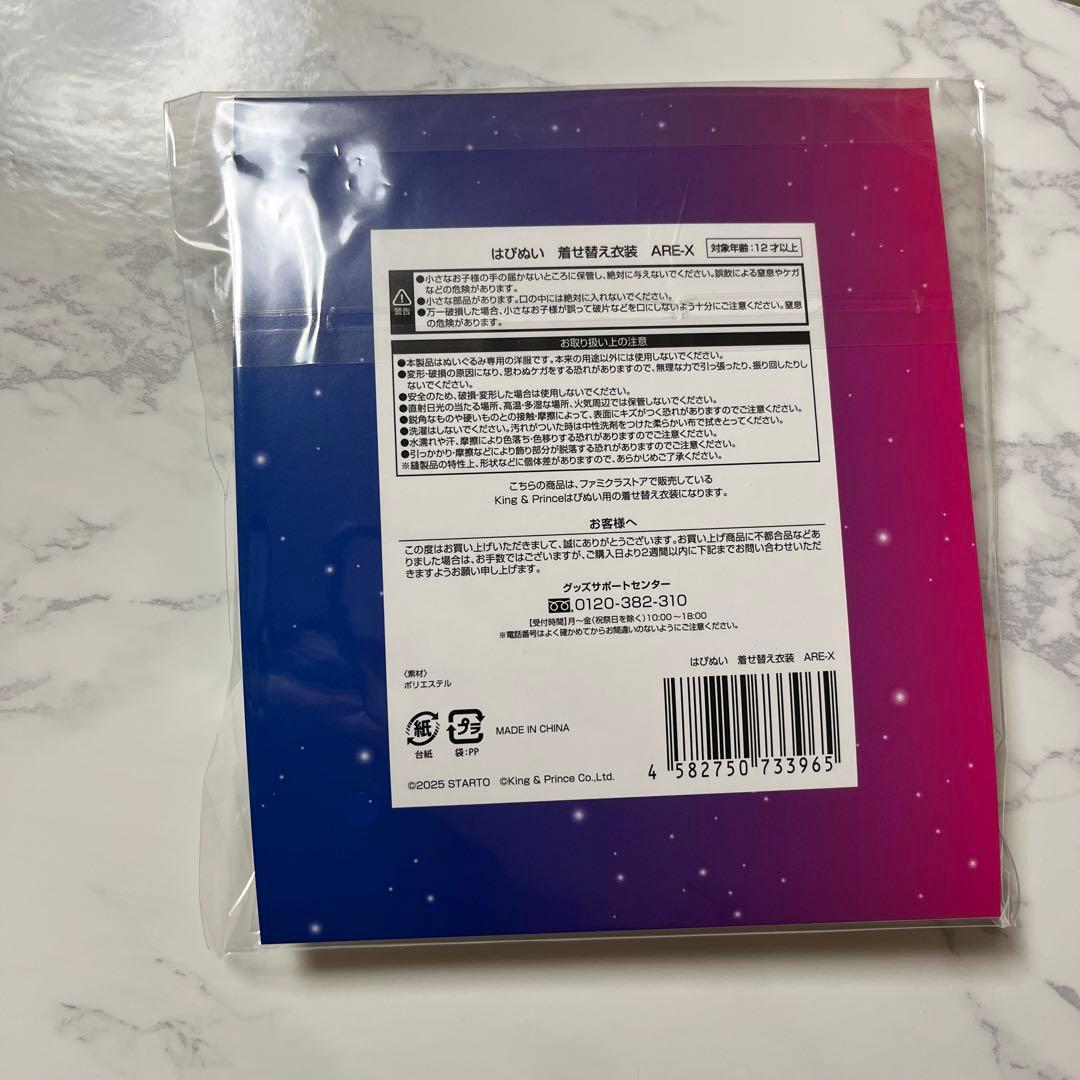 はぴぬい 着せ替え衣装 ARE-X 対象年齢:12才以上
警告
●小さなお子様の手の届かないところに保管し、絶対に与えないでください。誤飲による窒息やケガ
などの危険があります。
●小さな部品があります。口の中には絶対に入れないでください。
●万一破損した場合、小さなお子様が誤って破片などを口にしないよう十分にご注意ください。窒息
の危険があります。
お取り扱い上の注意
●本製品はぬいぐるみ専用の洋服です。本来の用途以外には使用しないでください。
●変形・破損の原因になり、思わぬケガをする恐れがありますので、無理な力で引っ張ったり、振り回したりし
ないでください。
●安全のため、破損・変形した場合は使用しないでください。
●直射日光の当たる場所、高温・多湿な場所、火気周辺では保管しないでください。
●鋭角なものや硬いものとの接触・摩擦によって、表面にキズがつく恐れがありますのでご注意ください。
●洗濯はしないでください。汚れがついた時は中性洗剤をつけた柔らかい布で拭きとってください。
●水濡れや汗、摩擦により色落ち・色移りする恐れがありますのでご注意ください。
●引っかかり・摩擦などにより飾り部分が脱落する恐れがありますのでご注意ください。
※縫製品の特性上、形状などに個体差がありますので、あらかじめご了承ください。
こちらの商品は、ファミクラストアで販売している
King & Princeはぴぬい用の着せ替え衣装になります。
お客様へ
この度はお買い上げいただきまして、誠にありがとうございます。お買い上げ商品に不都合品などあ
りました場合は、お手数ではございますが、ご購入日より2週間以内に下記までお問い合わせいただ
きますようお願い申し上げます。
グッズサポートセンター
0120-382-310
【受付時間】月～金(祝祭日を除く)10:00～18:00
※電話番号はよく確かめてからお間違いのないようにご注意ください。
はぴぬい 着せ替え衣装 ARE-X
〈素材〉
ポリエステル
紙 プラ MADE IN CHINA
台紙 袋:PP
4 582750 733965
©2025 STARTO ©King & Prince Co.,Ltd.